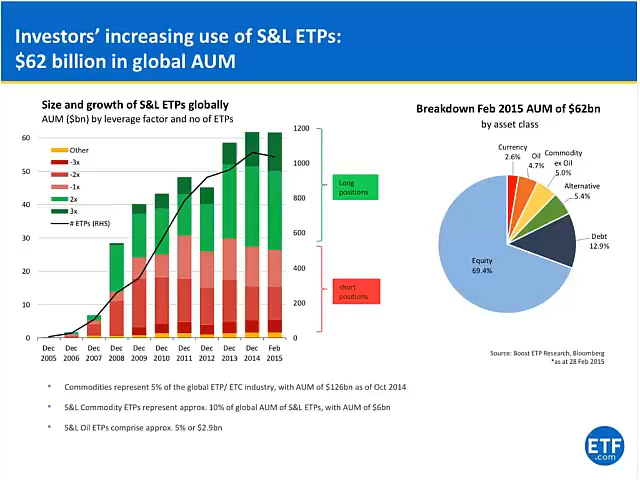 Investors’ increasing use of S&L ETPs:
$62 billion in global AUM
Size and growth of S&L ETPs globally
AUM ($bn) by leverage factor and no of ETPs
60
50
40
30
20
10
0
Other
-3x
-2x
-1x
2x
3x
# ETPs (RHS)
1200
1000
800
600
400
200
0
Long
positions
short
positions
Dec Dec Dec Dec Dec Dec Dec Dec Dec Dec Feb
2005 2006 2007 2008 2009 2010 2011 2012 2013 2014 2015
Breakdown Feb 2015 AUM of $62bn
by asset class
Currency
2.6%
Oil
4.7%
Commodity
ex Oil
5.0%
Alternative
5.4%
Debt
12.9%
Equity
69.4%
Source: Boost ETP Research, Bloomberg
*as at 28 Feb 2015
• Commodities represent 5% of the global ETP/ ETC industry, with AUM of $126bn as of Oct 2014
• S&L Commodity ETPs represent approx. 10% of global AUM of S&L ETPs, with AUM of $6bn
• S&L Oil ETPs comprise approx. 5% or $2.9bn
ETF
.com